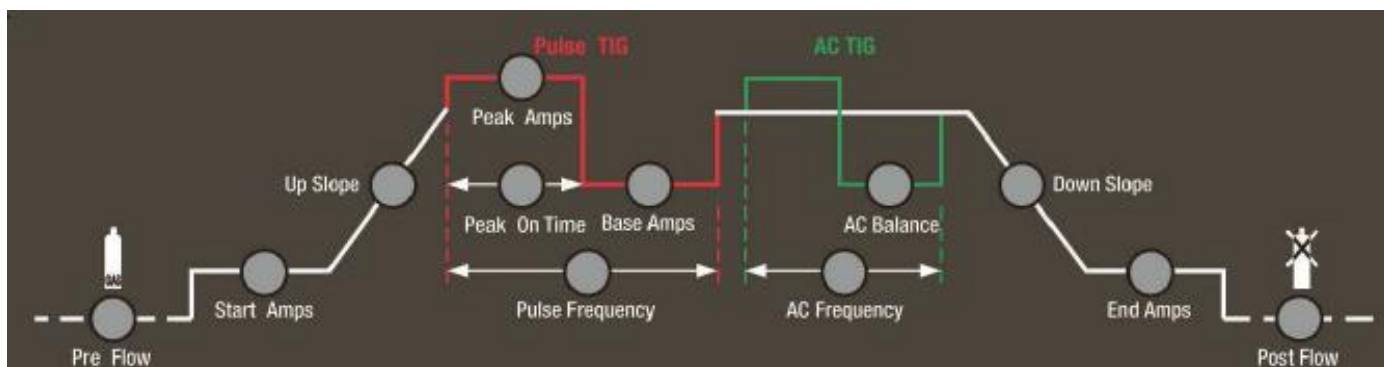 Pulse TIG
AC TIG
Peak Amps
Up Slope
Down Slope
Peak On Time
Base Amps
AC Balance
GAS
Start Amps
Pulse Frequency
AC Frequency
End Amps
Pre Flow
Post Flow